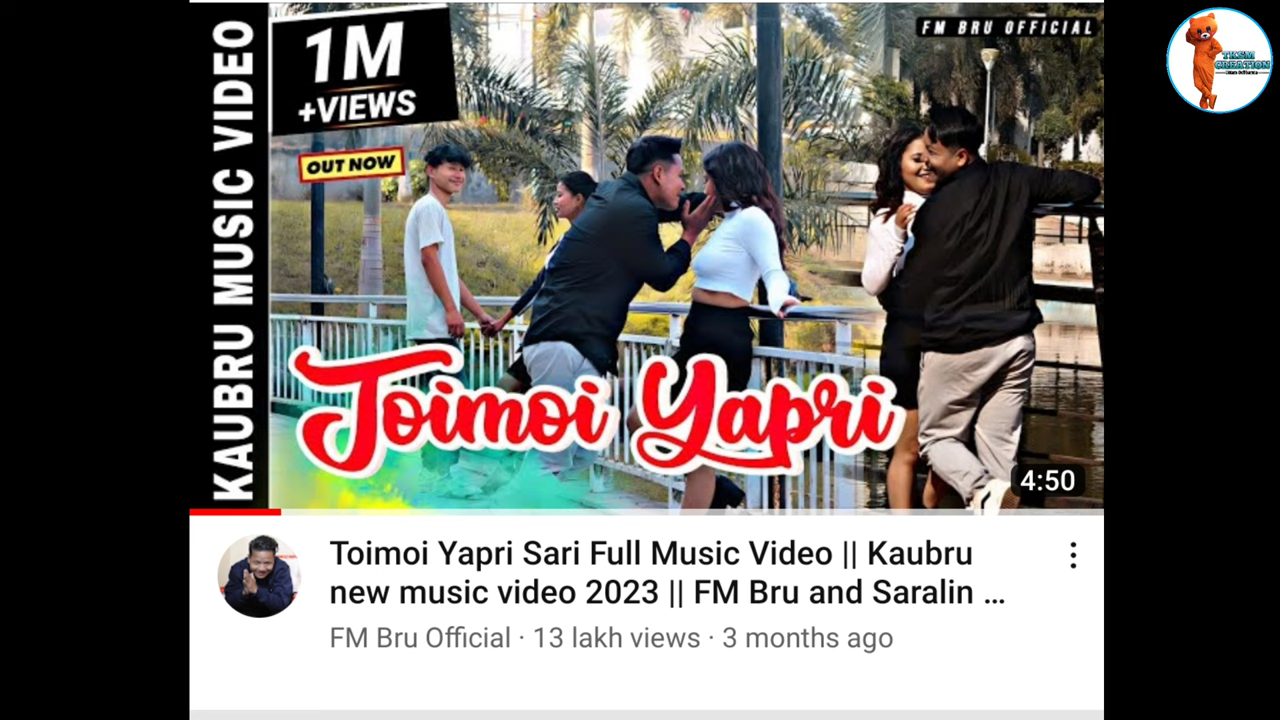 KAUBRU MUSIC VIDEO
1M
+VIEWS
OUT NOW
FM BRU OFFICIAL
TKSM
CREATION
Toimoi Yapri
4:50
Toimoi Yapri Sari Full Music Video || Kaubru
new music video 2023 || FM Bru and Saralin ...
FM Bru Official · 13 lakh views · 3 months ago